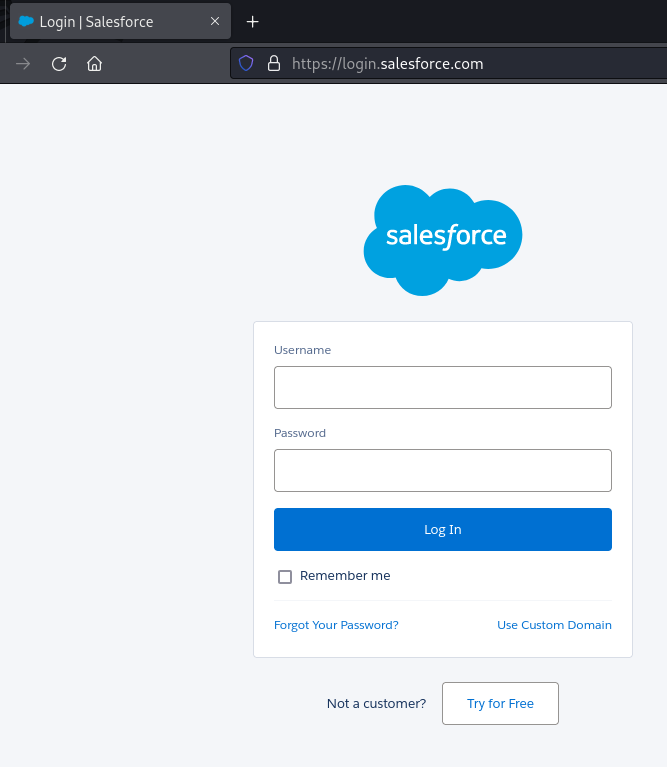 Login | Salesforce
https://login.salesforce.com
salesforce
Username
Password
Log In
Remember me
Forgot Your Password? Use Custom Domain
Not a customer? Try for Free